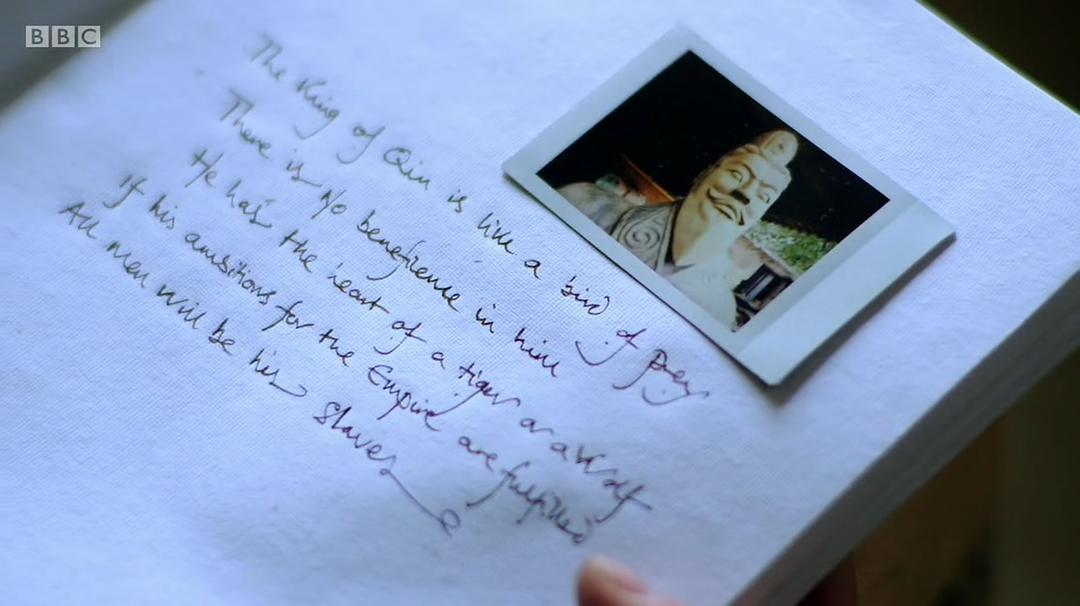 BBC
The King of Qin is like a bird of prey
There is No beneficence in him
He has the heart of a tiger or a Wolf
If his ambitions for the Empire are fulfilled
All men will be his slaves